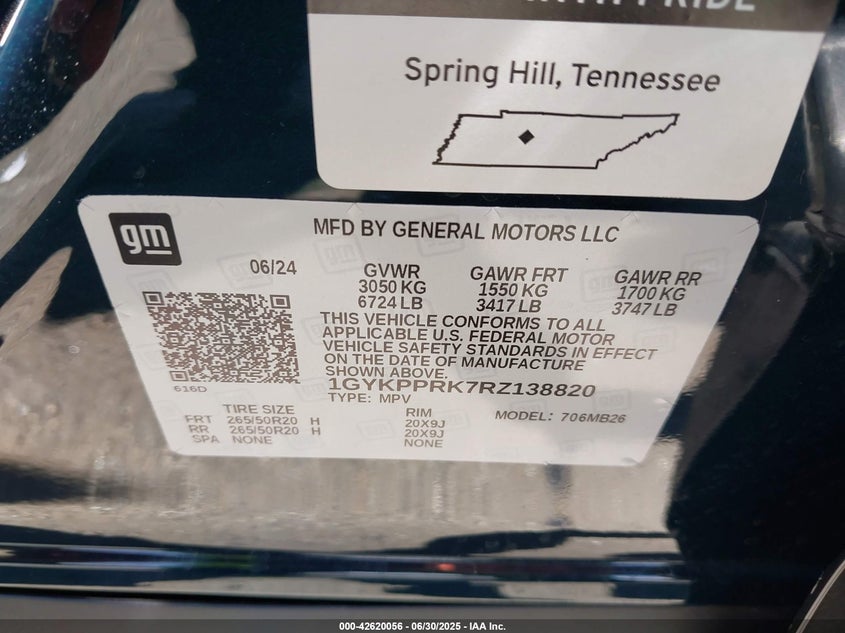 PRIDE
Spring Hill, Tennessee
gm
MFD BY GENERAL MOTORS LLC
06/24
GVWR GAWR FRT GAWR RR
3050 KG 1550 KG 1700 KG
6724 LB 3417 LB 3747 LB
THIS VEHICLE CONFORMS TO ALL
APPLICABLE U.S. FEDERAL MOTOR
VEHICLE SAFETY STANDARDS IN EFFECT
ON THE DATE OF MANUFACTURE
SHOWN ABOVE.
616D
1GYKPPRK7RZ138820
TYPE: MPV
TIRE SIZE RIM MODEL: 706MB26
FRT 265/50R20 H 20X9J
RR 265/50R20 H 20X9J
SPA NONE NONE
000-42620056 - 06/30/2025 - IAA Inc.